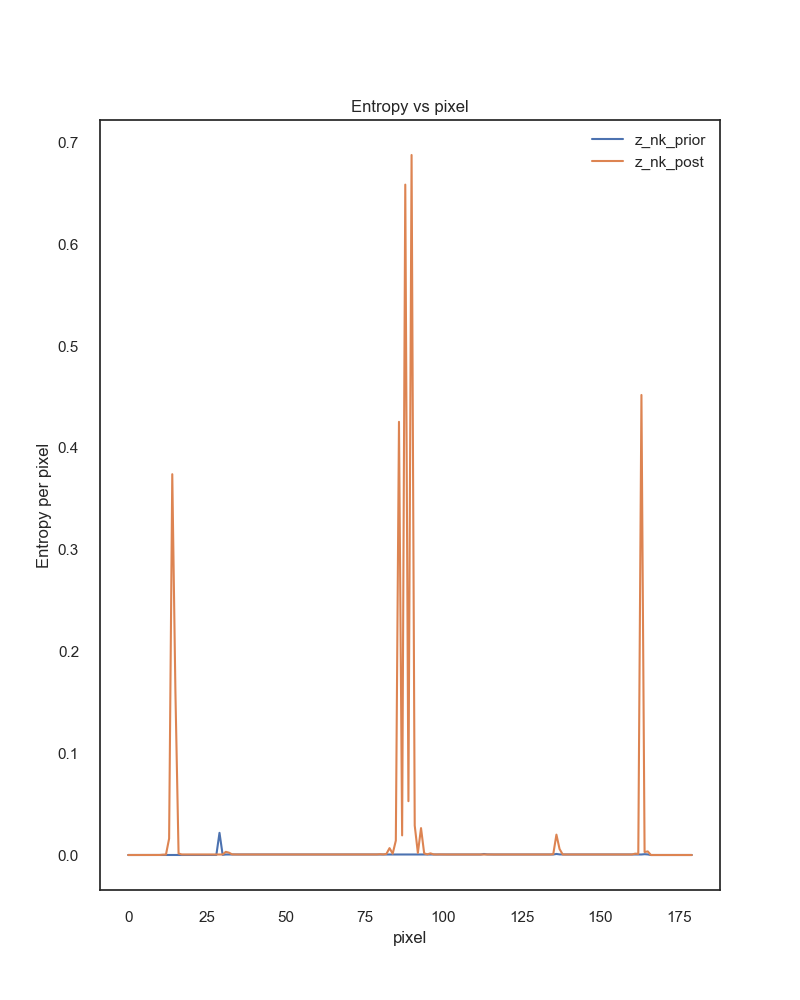 Entropy vs pixel
z_nk_prior
z_nk_post
0.7
0.6
0.5
0.4
0.3
0.2
0.1
0.0
Entropy per pixel
0 25 50 75 100 125 150 175
pixel